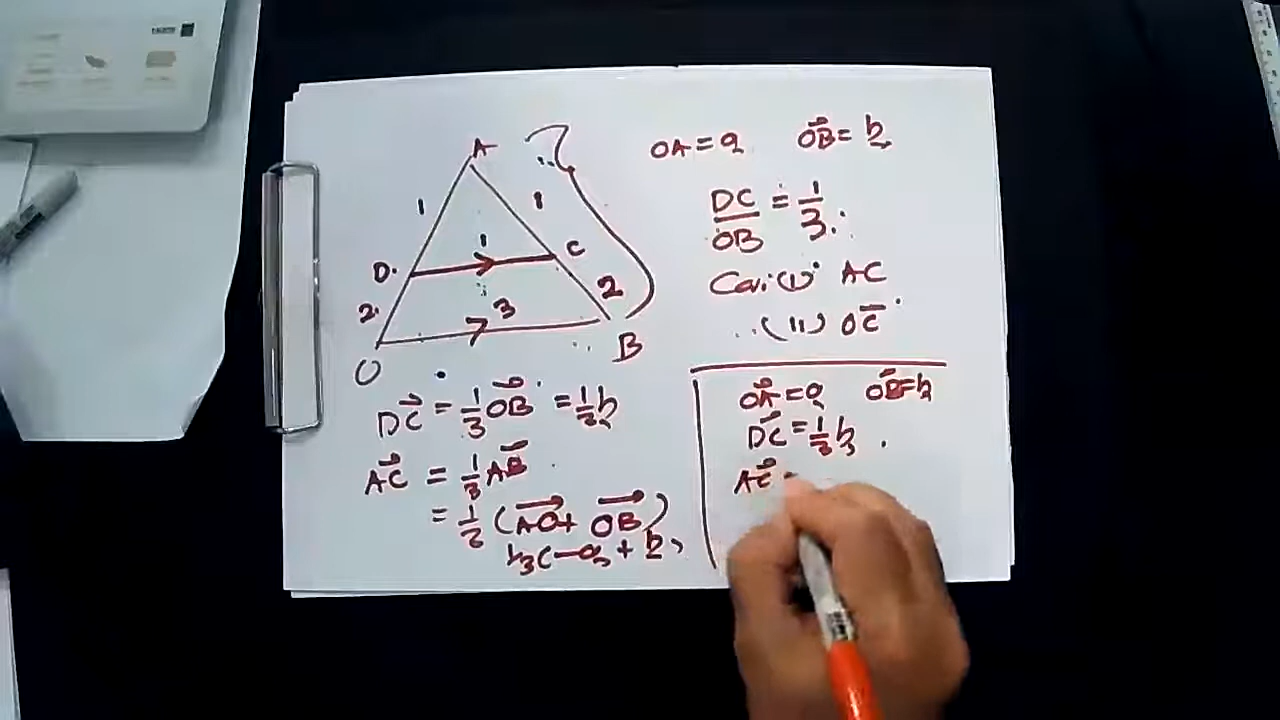 A
1
1
D
1
C
2
3
2
O
B
OA = a  OB⃗ = b
DC/OB = 1/3
Cari (i) AC
(ii) OC⃗
DC⃗ = 1/3 OB⃗ = 1/3 b
AC⃗ = 1/3 AB⃗
= 1/3 (AO⃗ + OB⃗)
1/3 (-a + b)
OA⃗ = a  OB⃗ = b
DC⃗ = 1/3 b
AC⃗ =